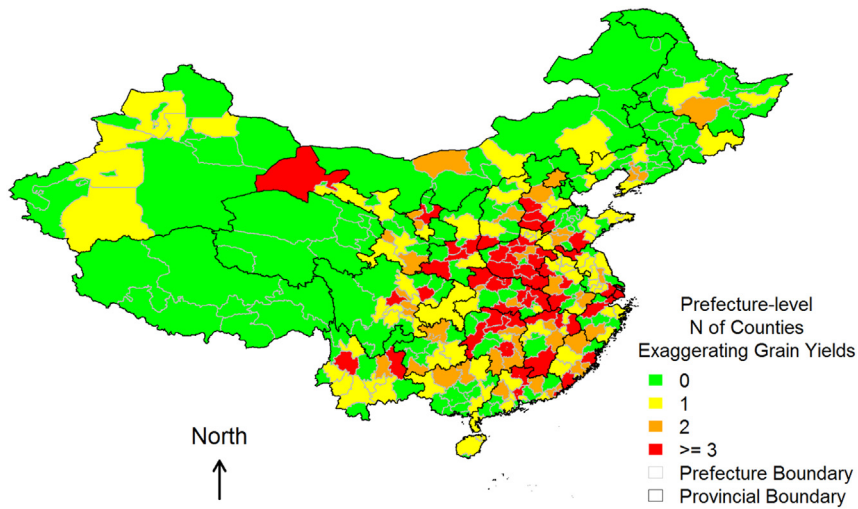 Prefecture-level
N of Counties
Exaggerating Grain Yields
0
1
2
>= 3
Prefecture Boundary
Provincial Boundary
North